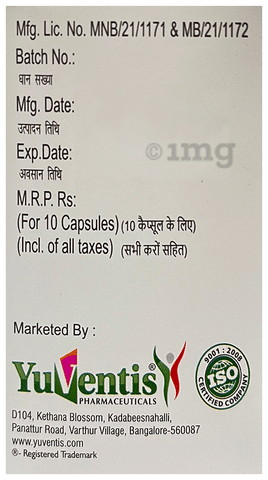 Mfg. Lic. No. MNB/21/1171 & MB/21/1172
Batch No.:
धान सख्या
Mfg. Date:
उत्पादन तिथि
Exp.Date:
अवसान तिथि
©1mg
M.R.P. Rs:
(For 10 Capsules) (10 कैप्सूल के लिए)
(Incl. of all taxes) (सभी करों सहित)
Marketed By :
YuVentis®
PHARMACEUTICALS
9001 : 2008
ISO
CERTIFIED COMPANY
D104, Kethana Blossom, Kadabeesnahalli,
Panattur Road, Varthur Village, Bangalore-560087
www.yuventis.com
®- Registered Trademark